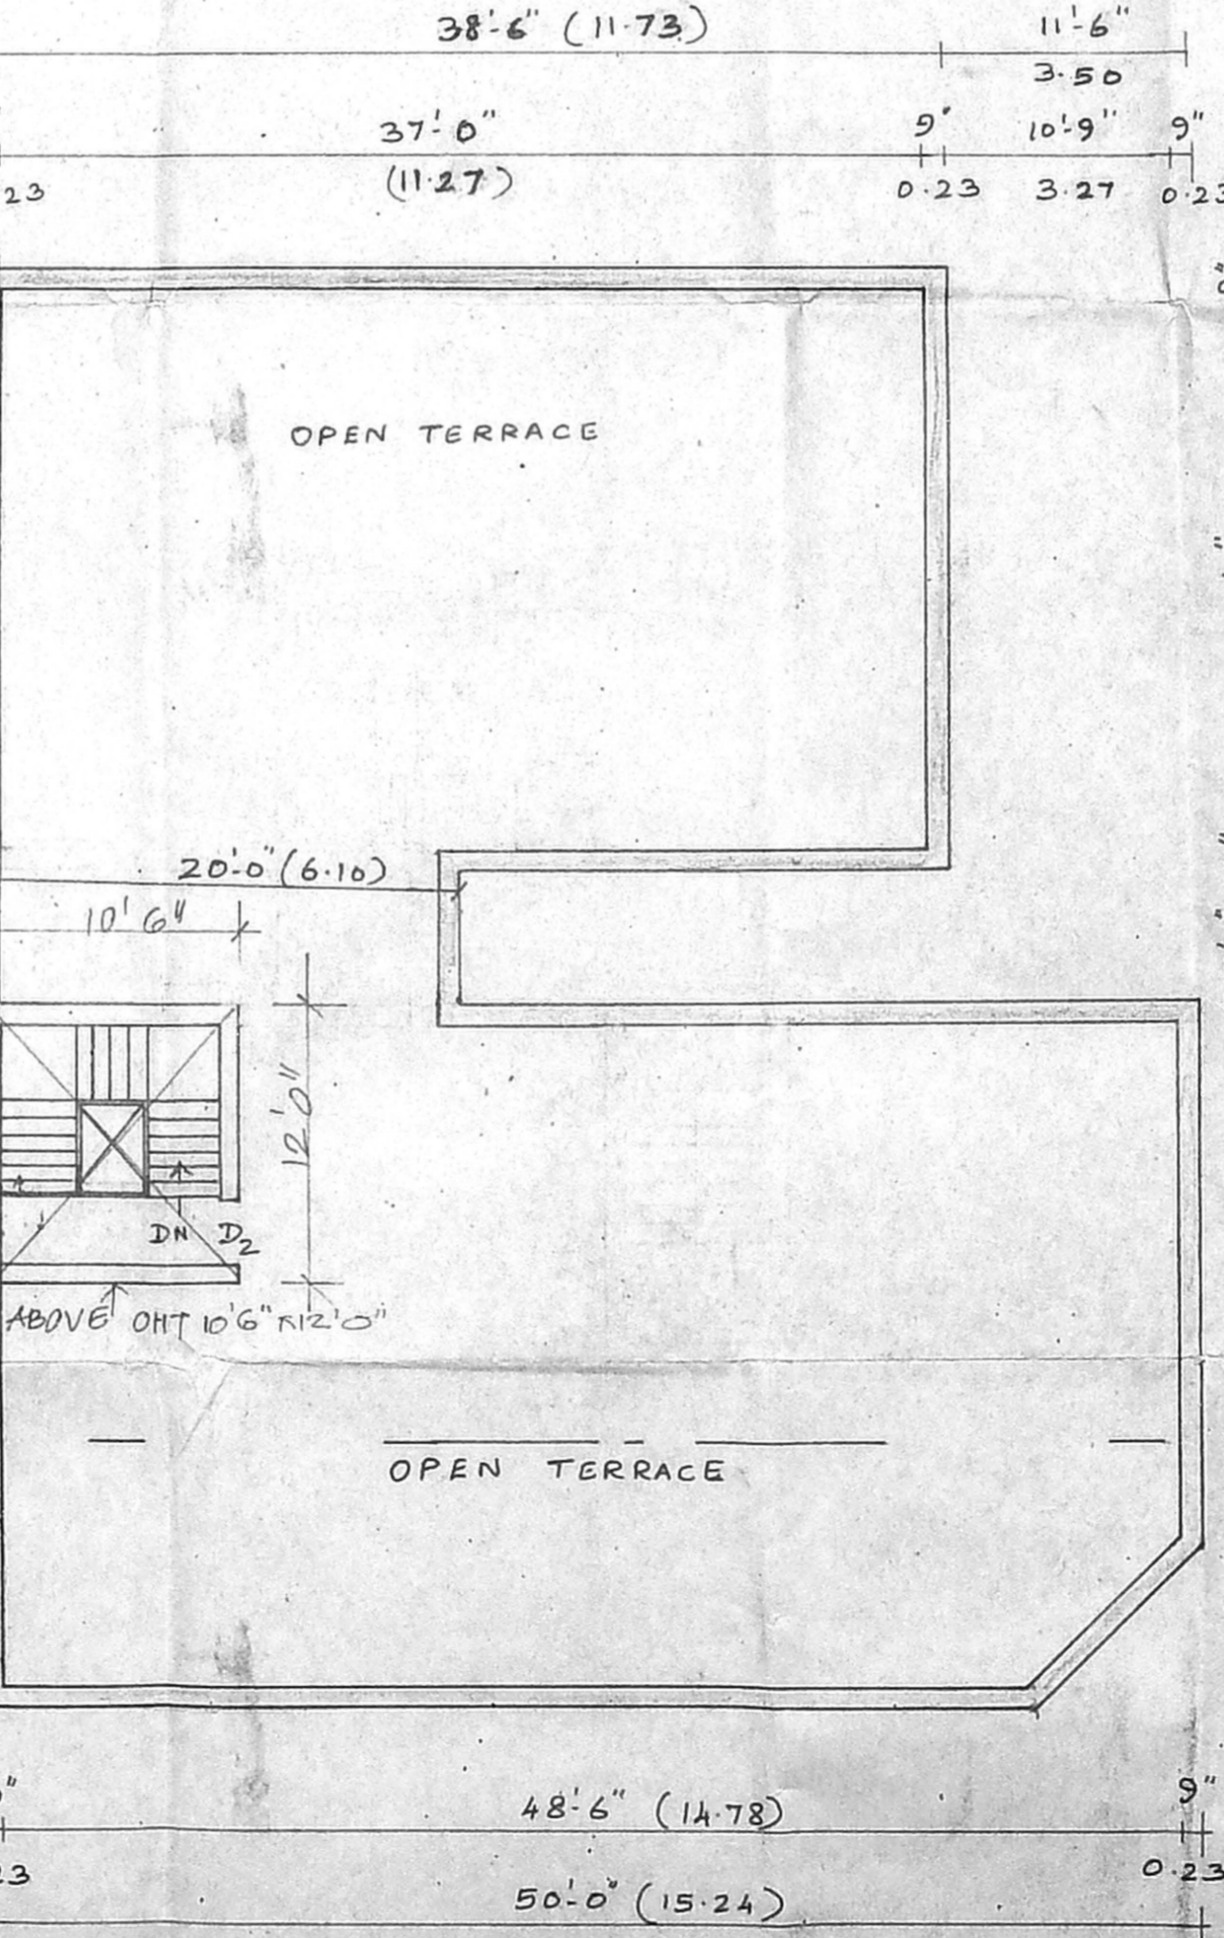 38'-6" (11.73) 11'-6"
3.50
37'-0" 9" 10'-9" 9"
23 (11.27) 0.23 3.27 0.23
OPEN TERRACE
20'-0" (6.10)
10' 6"
12'0"
DN D2
ABOVE OHT 10'6" x 12'0"
OPEN TERRACE
48'-6" (14.78) 9"
23 0.23
50'-0" (15.24)